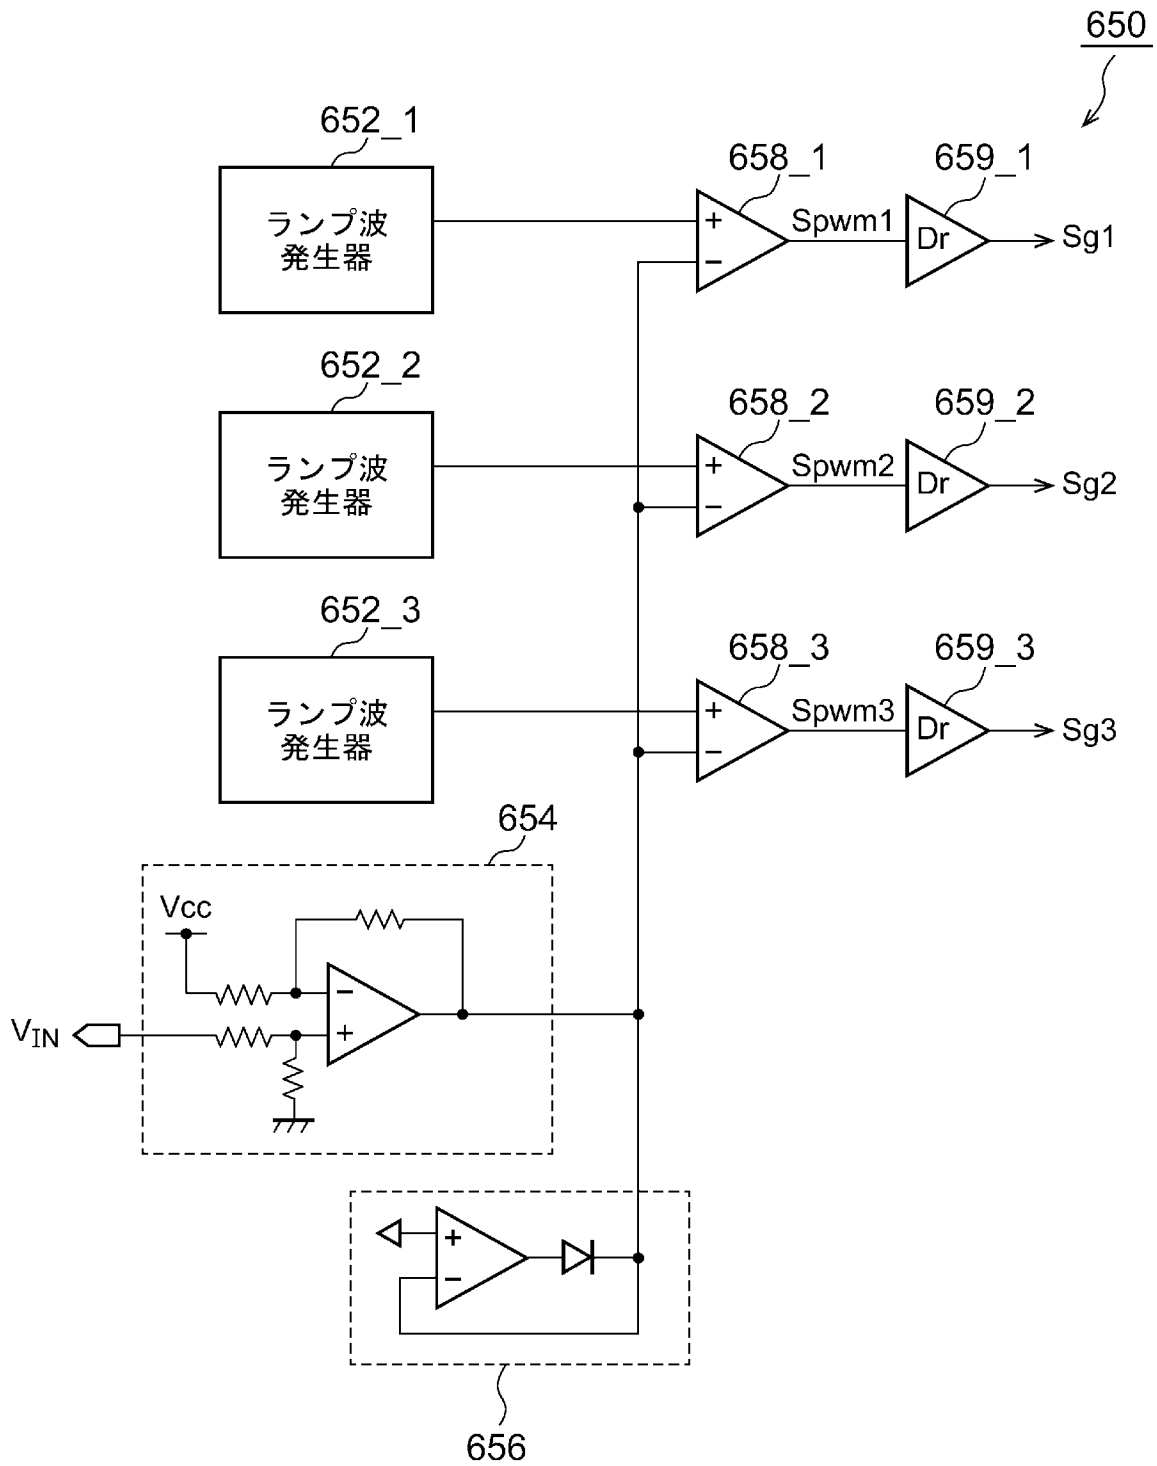 650
652_1
658_1
659_1
ランプ波
発生器
+
−
Spwm1
Dr
Sg1
652_2
658_2
659_2
ランプ波
発生器
+
−
Spwm2
Dr
Sg2
652_3
658_3
659_3
ランプ波
発生器
+
−
Spwm3
Dr
Sg3
654
Vcc
−
+
VIN
+
−
656